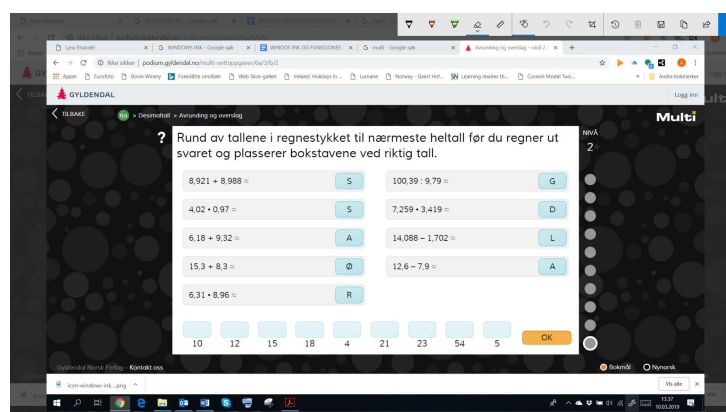 Lynx Ekandel
WINDOWS INK - Google-søk
WINDOS INK OG FUNKSJONER
multi - Google-søk
Avrunding og overslag – nivå 2
Ikke sikker | podium.gyldendal.no/multi-nettoppgaver/6a/3/b/2
Apper
Eurofoto
Bovin Winery
Foreslåtte områder
Web Slice-galleri
Ireland: Holidays in ...
Lumaire
Norway - Geert Hof...
Learning renews th...
Coravin Model Two...
Andre bokmerker
GYLDENDAL
Logg inn
TILBAKE
6a > Desimaltall > Avrunding og overslag
Multi
? Rund av tallene i regnestykket til nærmeste heltall før du regner ut
svaret og plasserer bokstavene ved riktig tall.
NIVÅ
2
8,921 + 8,988 ≈ S
100,39 : 9,79 ≈ G
4,02 • 0,97 ≈ S
7,259 • 3,419 ≈ D
6,18 + 9,32 ≈ A
14,088 – 1,702 ≈ L
15,3 + 8,3 ≈ Ø
12,6 – 7,9 ≈ A
6,31 • 8,96 ≈ R
10 12 15 18 4 21 23 54 5
OK
Gyldendal Norsk Forlag - Kontakt oss
Bokmål Nynorsk
icon-windows-ink....png
Vis alle
13.37
10.03.2019